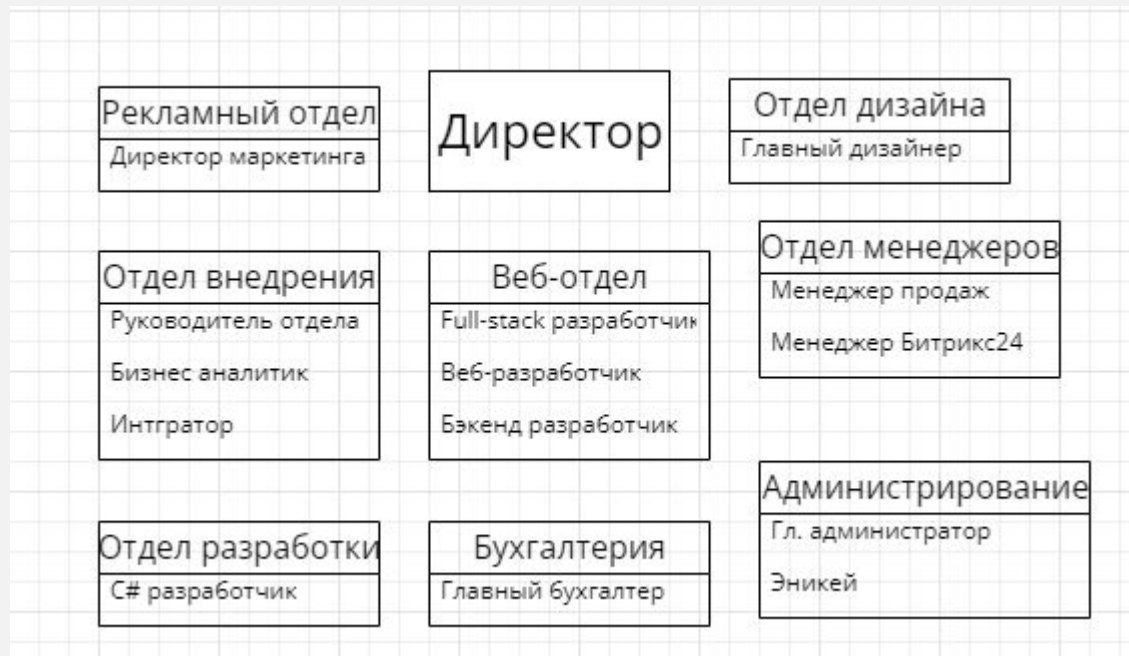 Рекламный отдел
Директор маркетинга
Директор
Отдел дизайна
Главный дизайнер
Отдел внедрения
Руководитель отдела
Бизнес аналитик
Интгратор
Веб-отдел
Full-stack разработчик
Веб-разработчик
Бэкенд разработчик
Отдел менеджеров
Менеджер продаж
Менеджер Битрикс24
Отдел разработки
C# разработчик
Бухгалтерия
Главный бухгалтер
Администрирование
Гл. администратор
Эникей